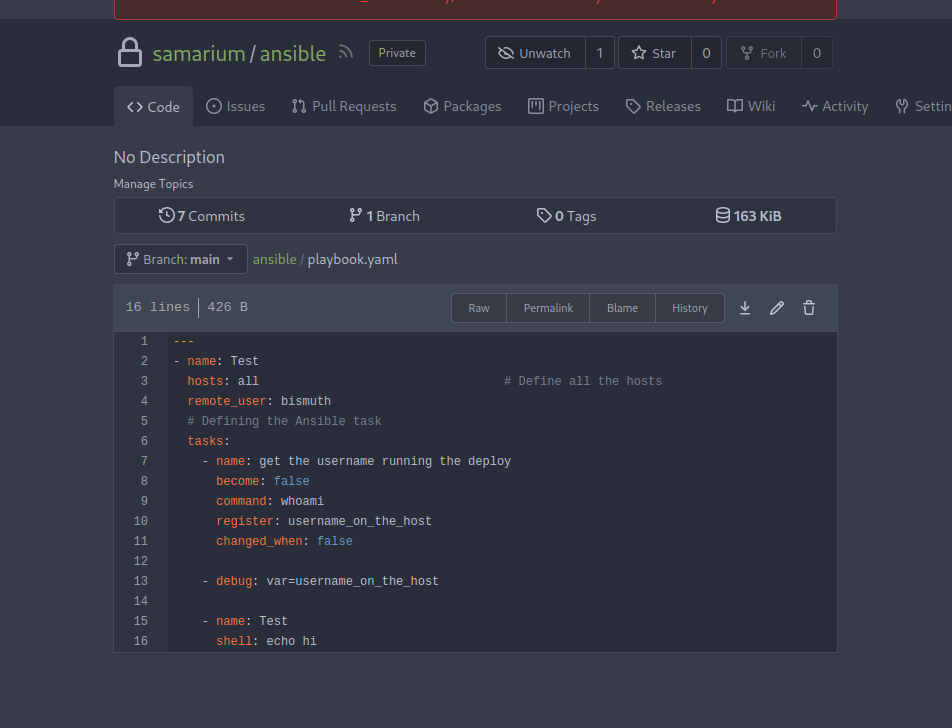 samarium/ansible Private Unwatch 1 Star 0 Fork 0
Code Issues Pull Requests Packages Projects Releases Wiki Activity
No Description
Manage Topics
7 Commits 1 Branch 0 Tags 163 KiB
Branch: main ansible / playbook.yaml
16 lines 426 B Raw Permalink Blame History
1 ---
2 - name: Test
3   hosts: all                                  # Define all the hosts
4   remote_user: bismuth
5   # Defining the Ansible task
6   tasks:
7     - name: get the username running the deploy
8       become: false
9       command: whoami
10       register: username_on_the_host
11       changed_when: false
12
13     - debug: var=username_on_the_host
14
15     - name: Test
16       shell: echo hi